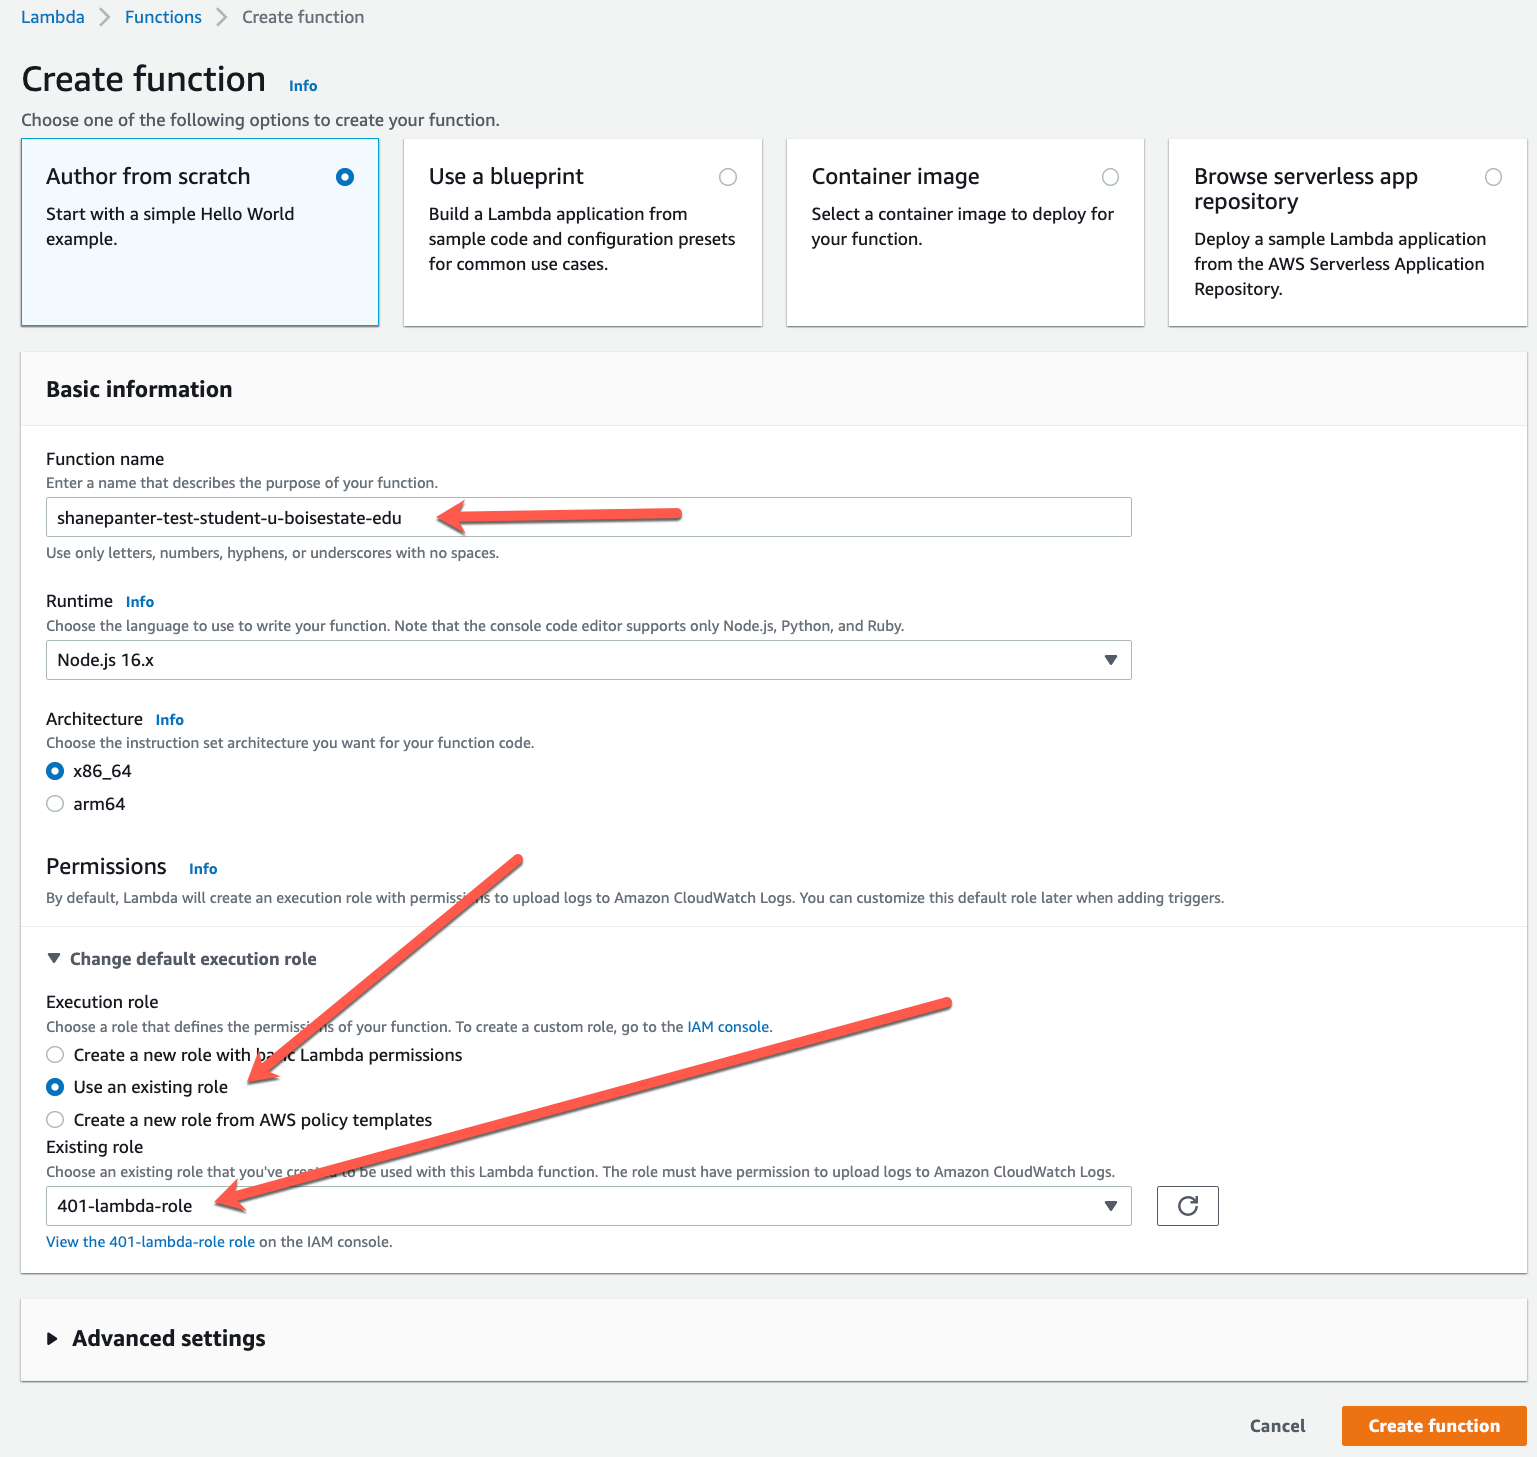 Lambda > Functions > Create function
Create function Info
Choose one of the following options to create your function.
Author from scratch
Start with a simple Hello World
example.
Use a blueprint
Build a Lambda application from
sample code and configuration presets
for common use cases.
Container image
Select a container image to deploy for
your function.
Browse serverless app
repository
Deploy a sample Lambda application
from the AWS Serverless Application
Repository.
Basic information
Function name
Enter a name that describes the purpose of your function.
shanepanter-test-student-u-boisestate-edu
Use only letters, numbers, hyphens, or underscores with no spaces.
Runtime Info
Choose the language to use to write your function. Note that the console code editor supports only Node.js, Python, and Ruby.
Node.js 16.x
Architecture Info
Choose the instruction set architecture you want for your function code.
x86_64
arm64
Permissions Info
By default, Lambda will create an execution role with permissions to upload logs to Amazon CloudWatch Logs. You can customize this default role later when adding triggers.
Change default execution role
Execution role
Choose a role that defines the permissions of your function. To create a custom role, go to the IAM console.
Create a new role with basic Lambda permissions
Use an existing role
Create a new role from AWS policy templates
Existing role
Choose an existing role that you've created to be used with this Lambda function. The role must have permission to upload logs to Amazon CloudWatch Logs.
401-lambda-role
View the 401-lambda-role role on the IAM console.
Advanced settings
Cancel
Create function